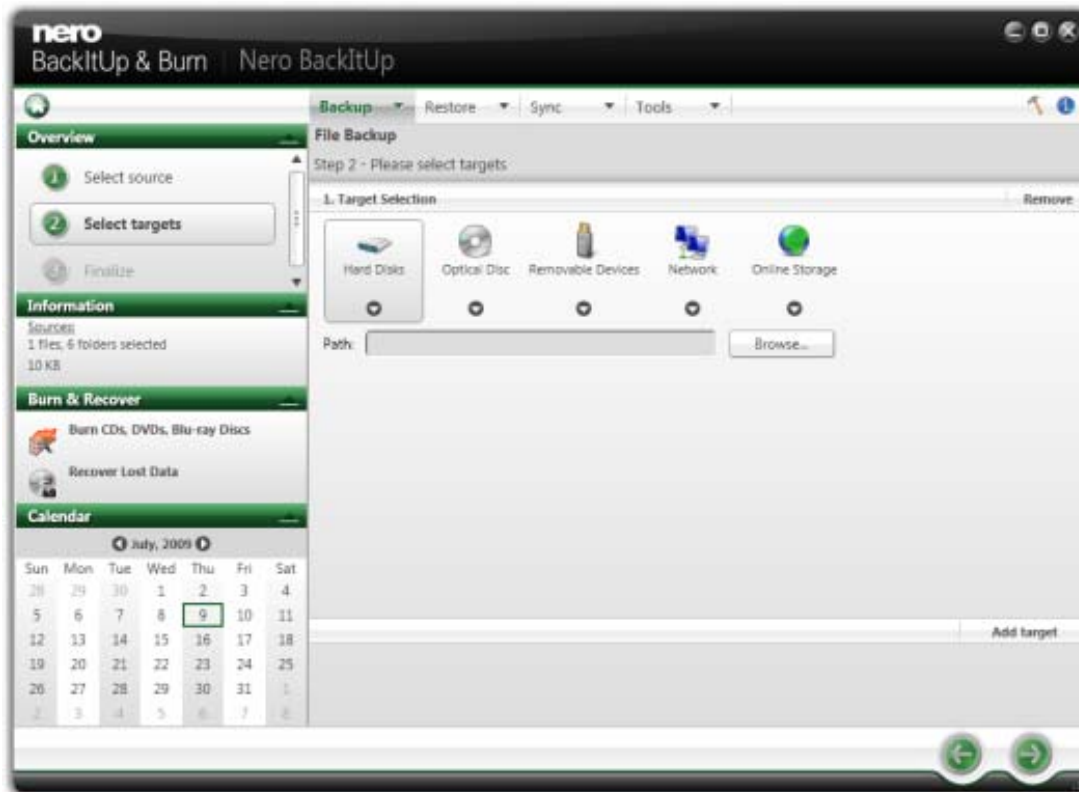 nero
BackItUp & Burn | Nero BackItUp
Backup Restore Sync Tools
Overview
1 Select source
2 Select targets
Finalize
File Backup
Step 2 - Please select targets
1. Target Selection Remove
Hard Disks Optical Disc Removable Devices Network Online Storage
Path: Browse...
Add target
Information
Sources:
1 files, 6 folders selected
10 KB
Burn & Recover
Burn CDs, DVDs, Blu-ray Discs
Recover Lost Data
Calendar
July, 2009
Sun Mon Tue Wed Thu Fri Sat
28 29 30 1 2 3 4
5 6 7 8 9 10 11
12 13 14 15 16 17 18
19 20 21 22 23 24 25
26 27 28 29 30 31 1
2 3 4 5 6 7 8